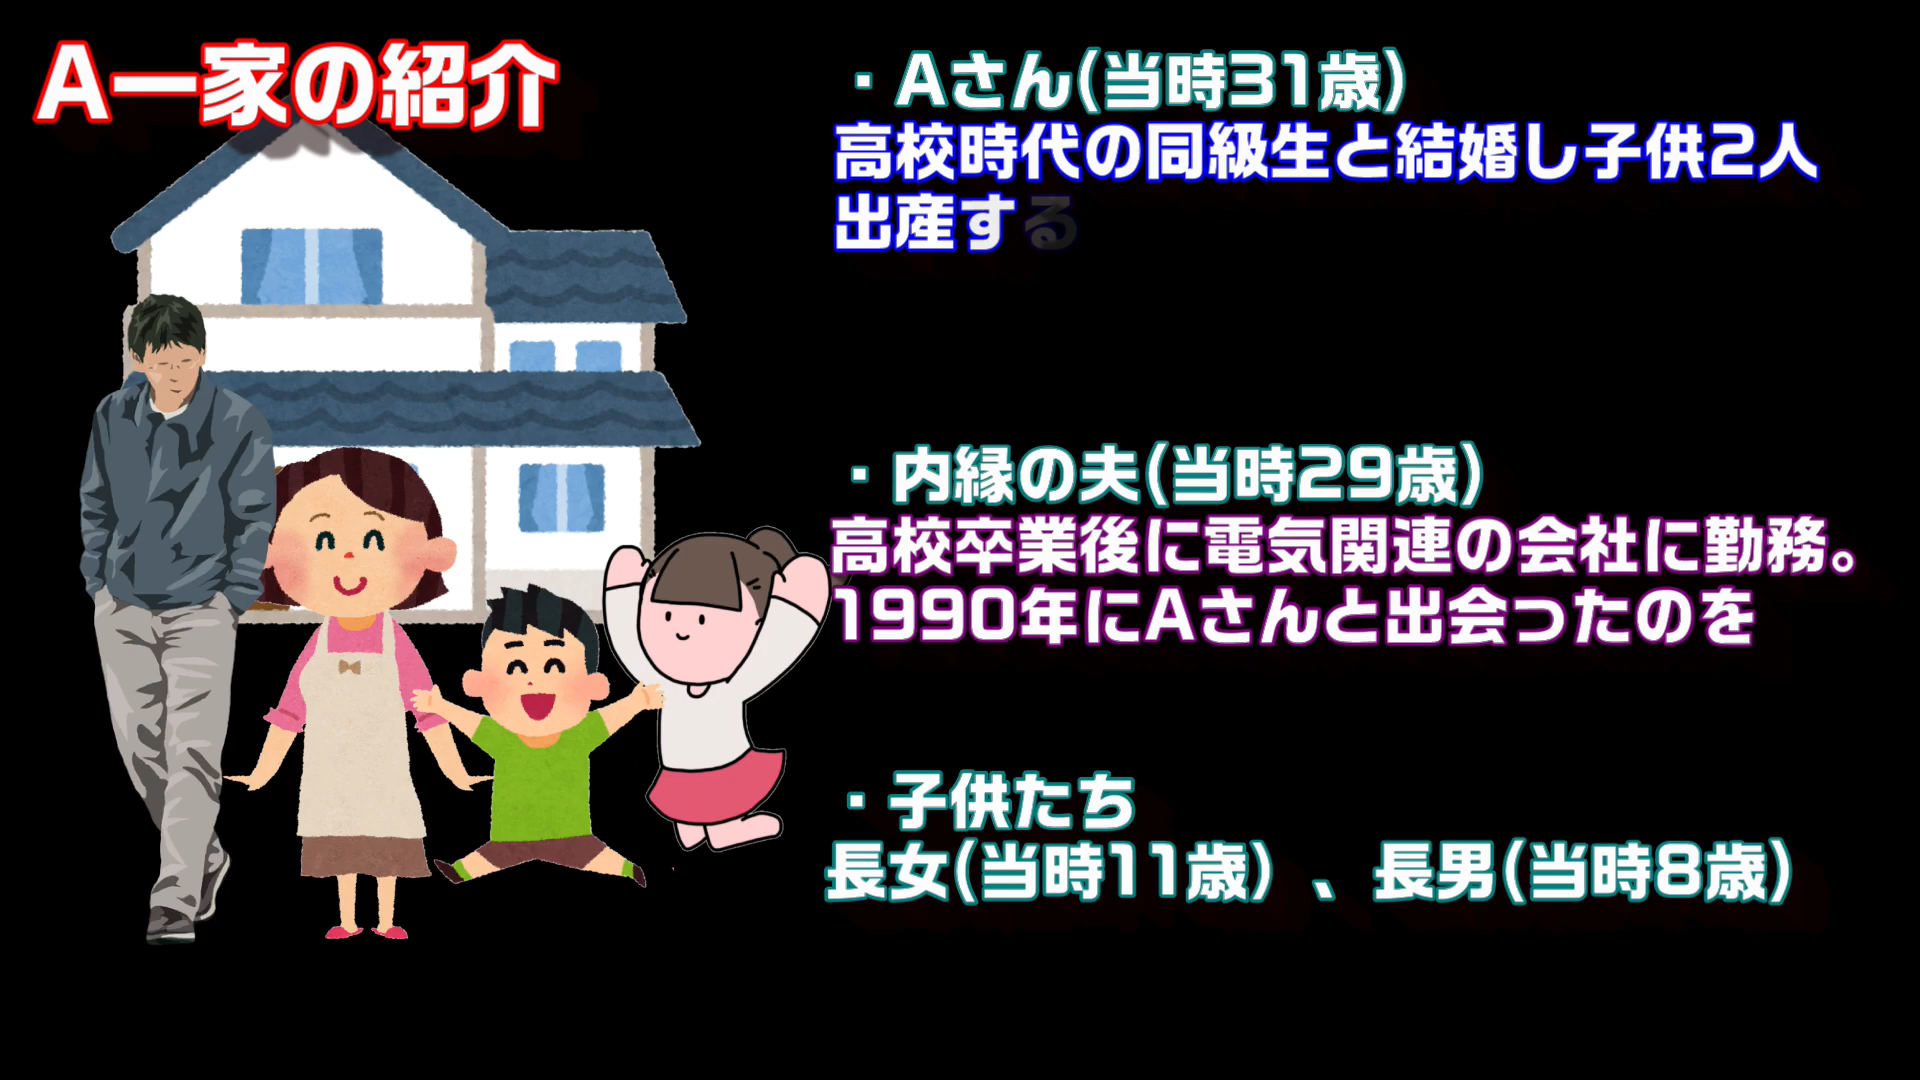 A一家の紹介
・Aさん(当時31歳)
高校時代の同級生と結婚し子供2人
出産する
・内縁の夫(当時29歳)
高校卒業後に電気関連の会社に勤務。
1990年にAさんと出会ったのを
・子供たち
長女(当時11歳)、長男(当時8歳)